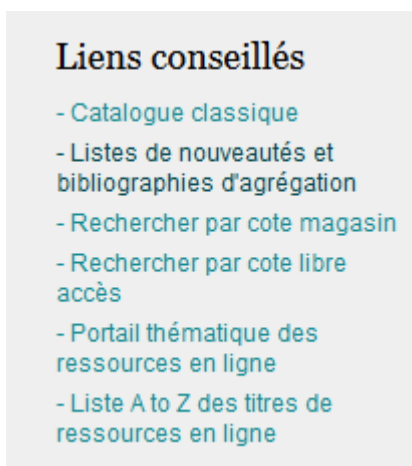 Liens conseillés
- Catalogue classique
- Listes de nouveautés et
bibliographies d'agrégation
- Rechercher par cote magasin
- Rechercher par cote libre
accès
- Portail thématique des
ressources en ligne
- Liste A to Z des titres de
ressources en ligne